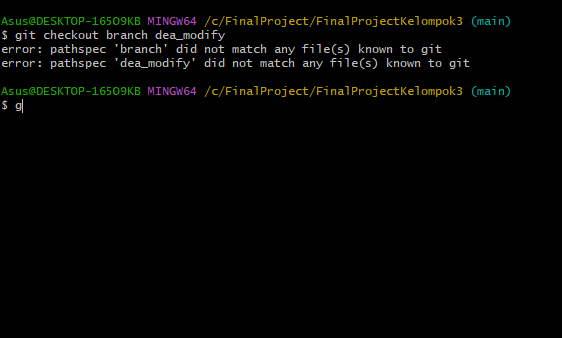 Asus@DESKTOP-16SO9KB MINGW64 /c/FinalProject/FinalProjectKelompok3 (main)
$ git checkout branch dea_modify
error: pathspec 'branch' did not match any file(s) known to git
error: pathspec 'dea_modify' did not match any file(s) known to git
Asus@DESKTOP-16SO9KB MINGW64 /c/FinalProject/FinalProjectKelompok3 (main)
$ g